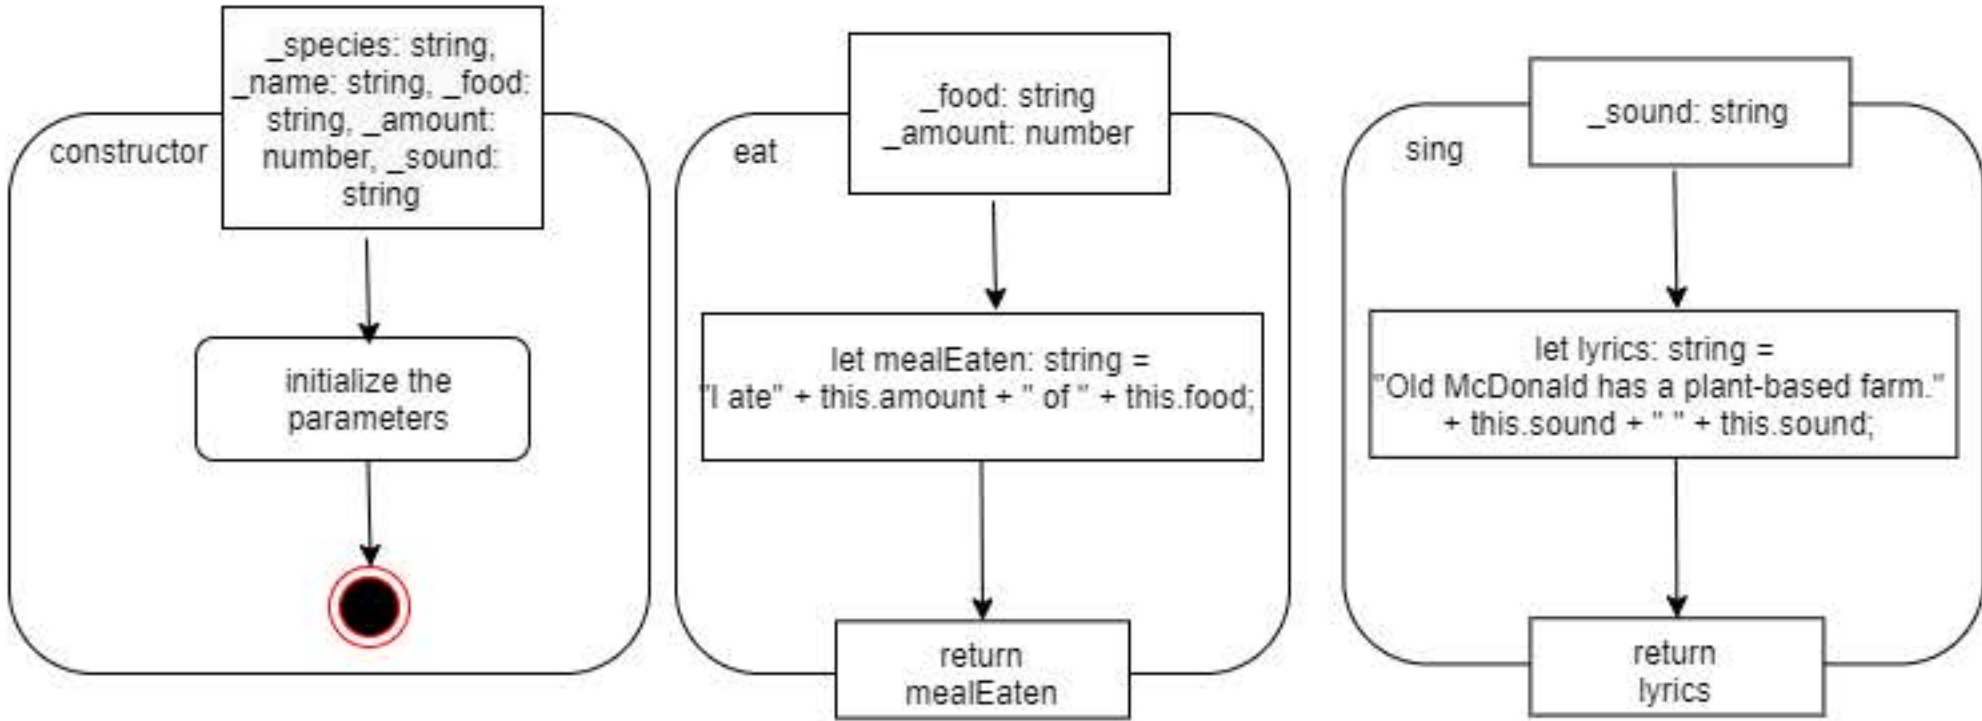 _species: string,
_name: string, _food:
string, _amount:
number, _sound:
string
constructor
initialize the
parameters
_food: string
_amount: number
eat
let mealEaten: string =
"I ate" + this.amount + " of " + this.food;
return
mealEaten
_sound: string
sing
let lyrics: string =
"Old McDonald has a plant-based farm."
+ this.sound + " " + this.sound;
return
lyrics